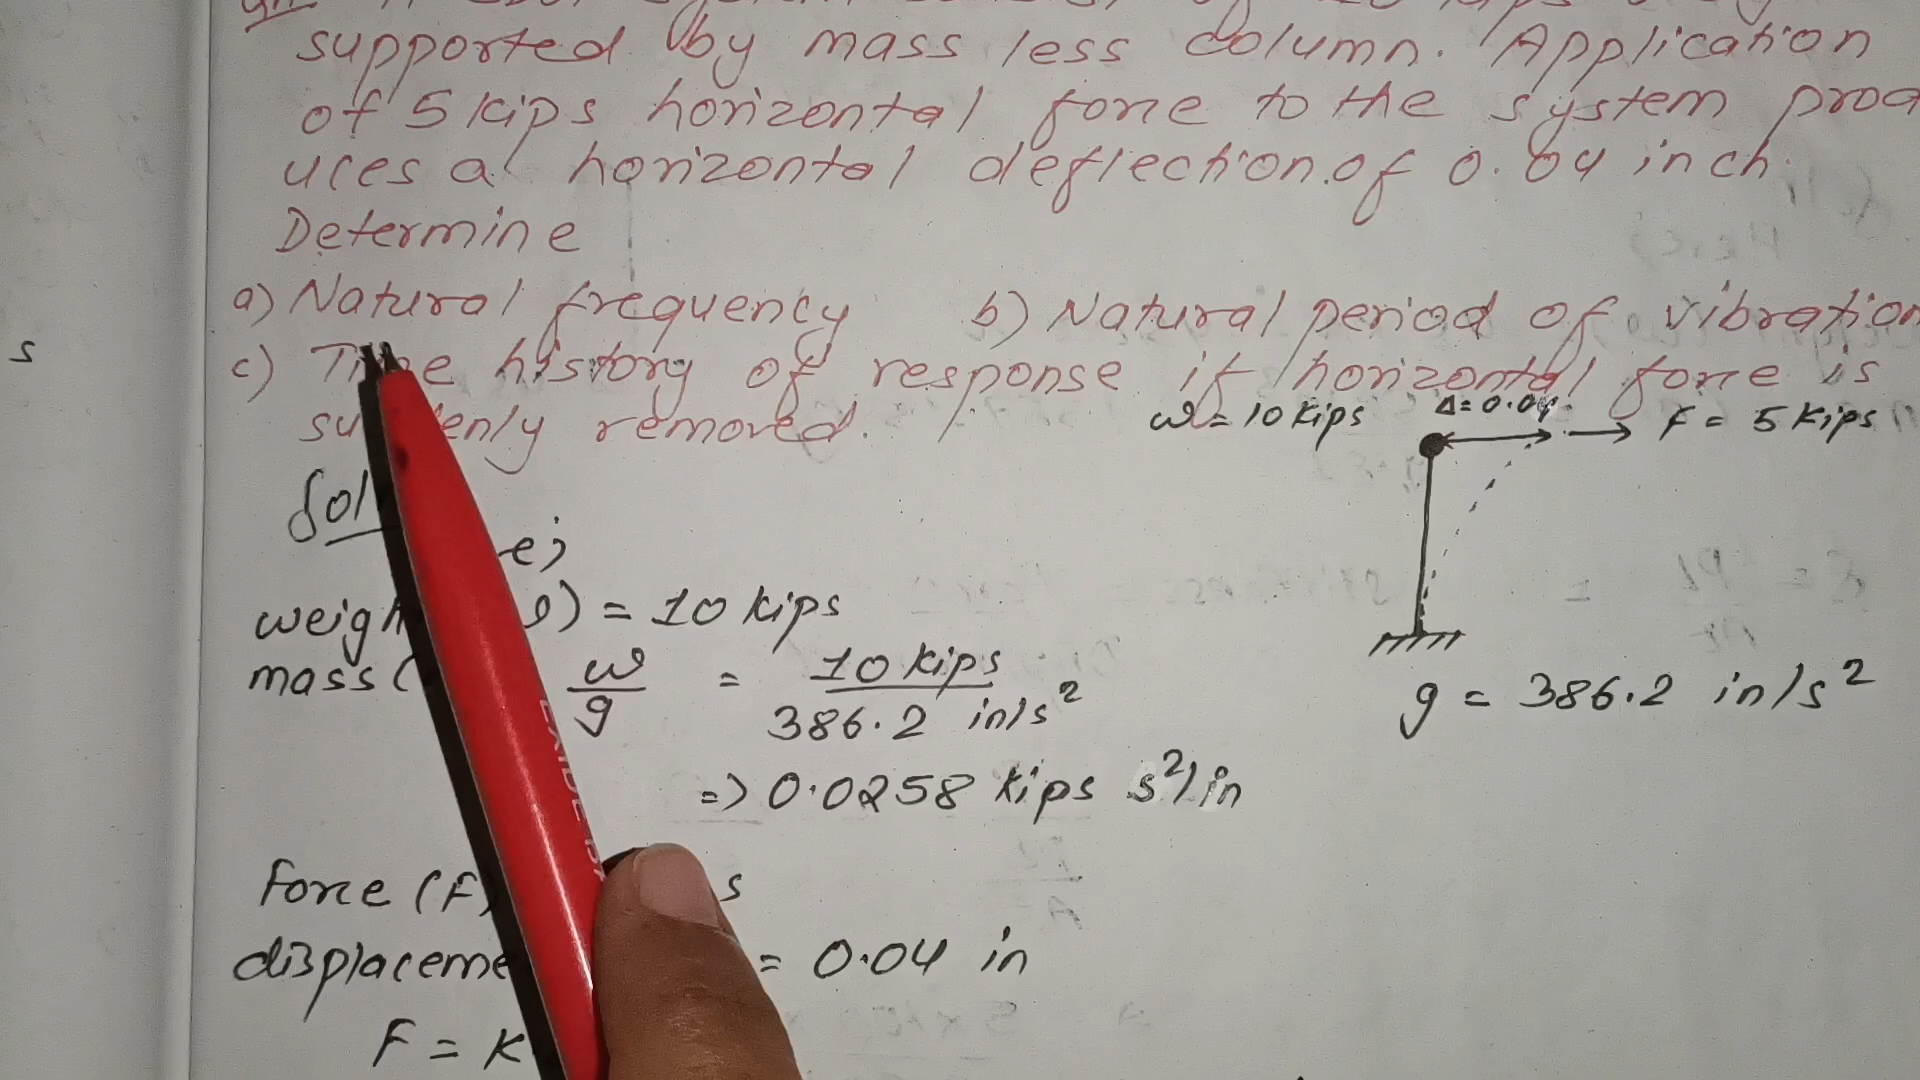 supported by mass less column. Application
of 5 kips horizontal force to the system prod
uces a horizontal deflection of 0.04 inch.
Determine
a) Natural frequency b) Natural period of vibration
c) Time history of response if horizontal force is
suddenly removed.
w = 10 kips Δ = 0.04 F = 5 kips
s
Sol
e;
weigh = 10 kips
mass ( w/g = 10 kips / 386.2 in/s²
g = 386.2 in/s²
=> 0.0258 kips s²/in
force (F) s
displaceme = 0.04 in
F = K